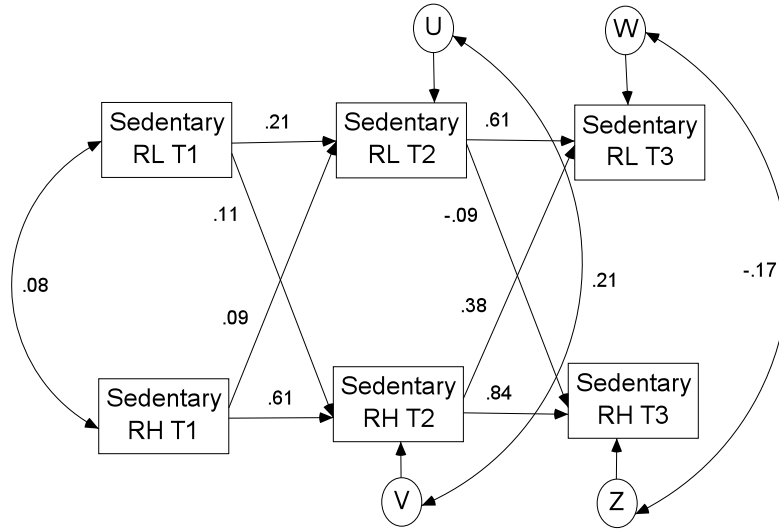 U
W
Sedentary
RL T1
.21
Sedentary
RL T2
.61
Sedentary
RL T3
.11
-.09
.08
.21
-.17
.09
.38
Sedentary
RH T1
.61
Sedentary
RH T2
.84
Sedentary
RH T3
V
Z